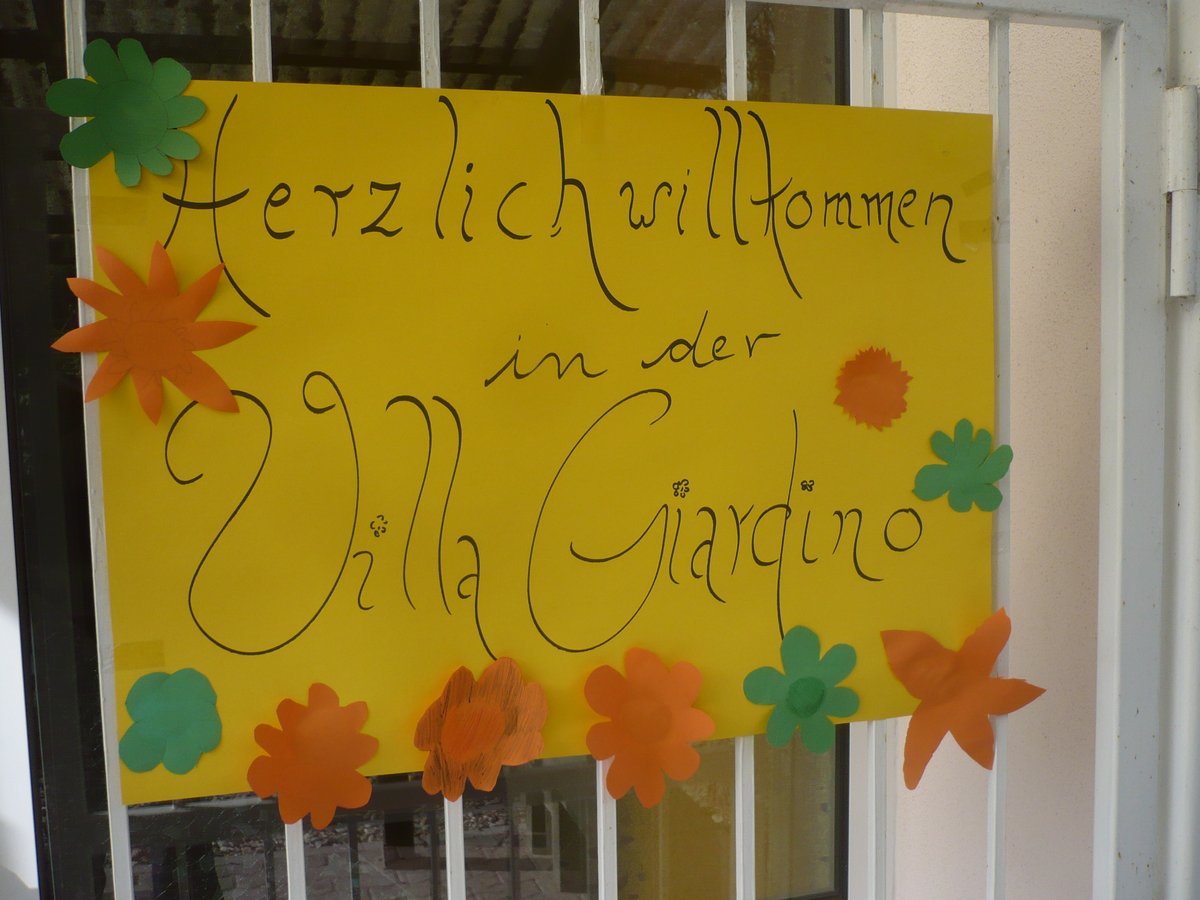 Herzlich willkommen
in der
Villa Giardino